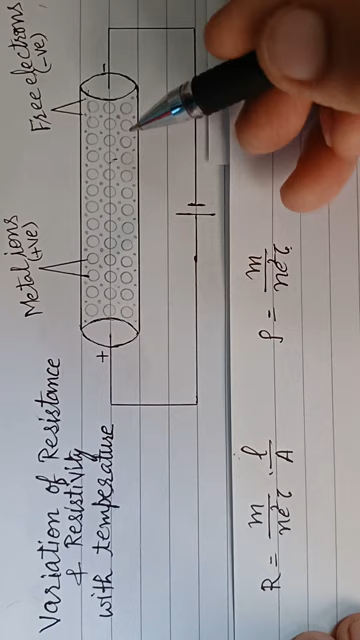 Variation of Resistance
& Resistivity
with temperature
Metal ions
(+ve)
Free electrons
(-ve)
+
-
R = m/ne²τ · l/A
ρ = m/ne²τ